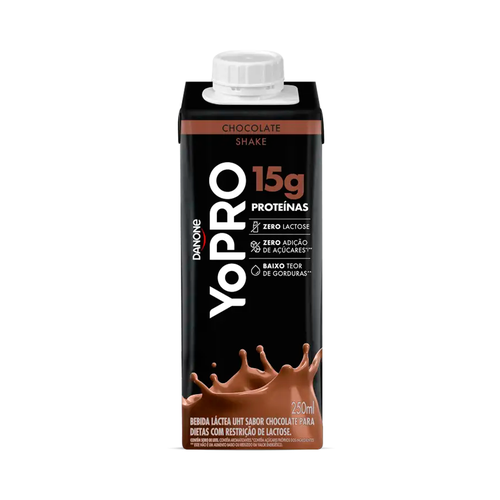 CHOCOLATE
SHAKE
DANONE
YoPRO
15g
PROTEÍNAS
ZERO LACTOSE
ZERO ADIÇÃO
DE AÇÚCARES
BAIXO TEOR
DE GORDURAS
250ml
BEBIDA LÁCTEA UHT SABOR CHOCOLATE PARA
DIETAS COM RESTRIÇÃO DE LACTOSE.